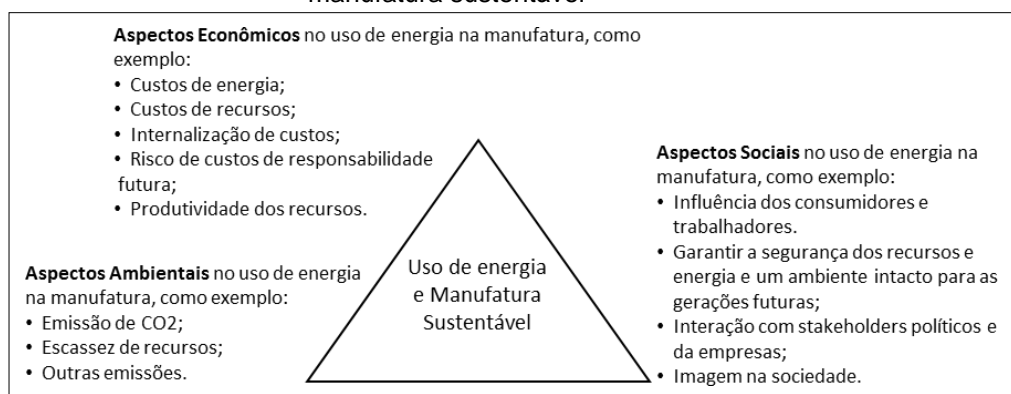 manufatura sustentável
Aspectos Econômicos no uso de energia na manufatura, como
exemplo:
• Custos de energia;
• Custos de recursos;
• Internalização de custos;
• Risco de custos de responsabilidade
futura;
• Produtividade dos recursos.
Aspectos Sociais no uso de energia na
manufatura, como exemplo:
• Influência dos consumidores e
trabalhadores.
• Garantir a segurança dos recursos e
energia e um ambiente intacto para as
gerações futuras;
• Interação com stakeholders políticos e
da empresas;
• Imagem na sociedade.
Aspectos Ambientais no uso de energia
na manufatura, como exemplo:
• Emissão de CO2;
• Escassez de recursos;
• Outras emissões.
Uso de energia
e Manufatura
Sustentável